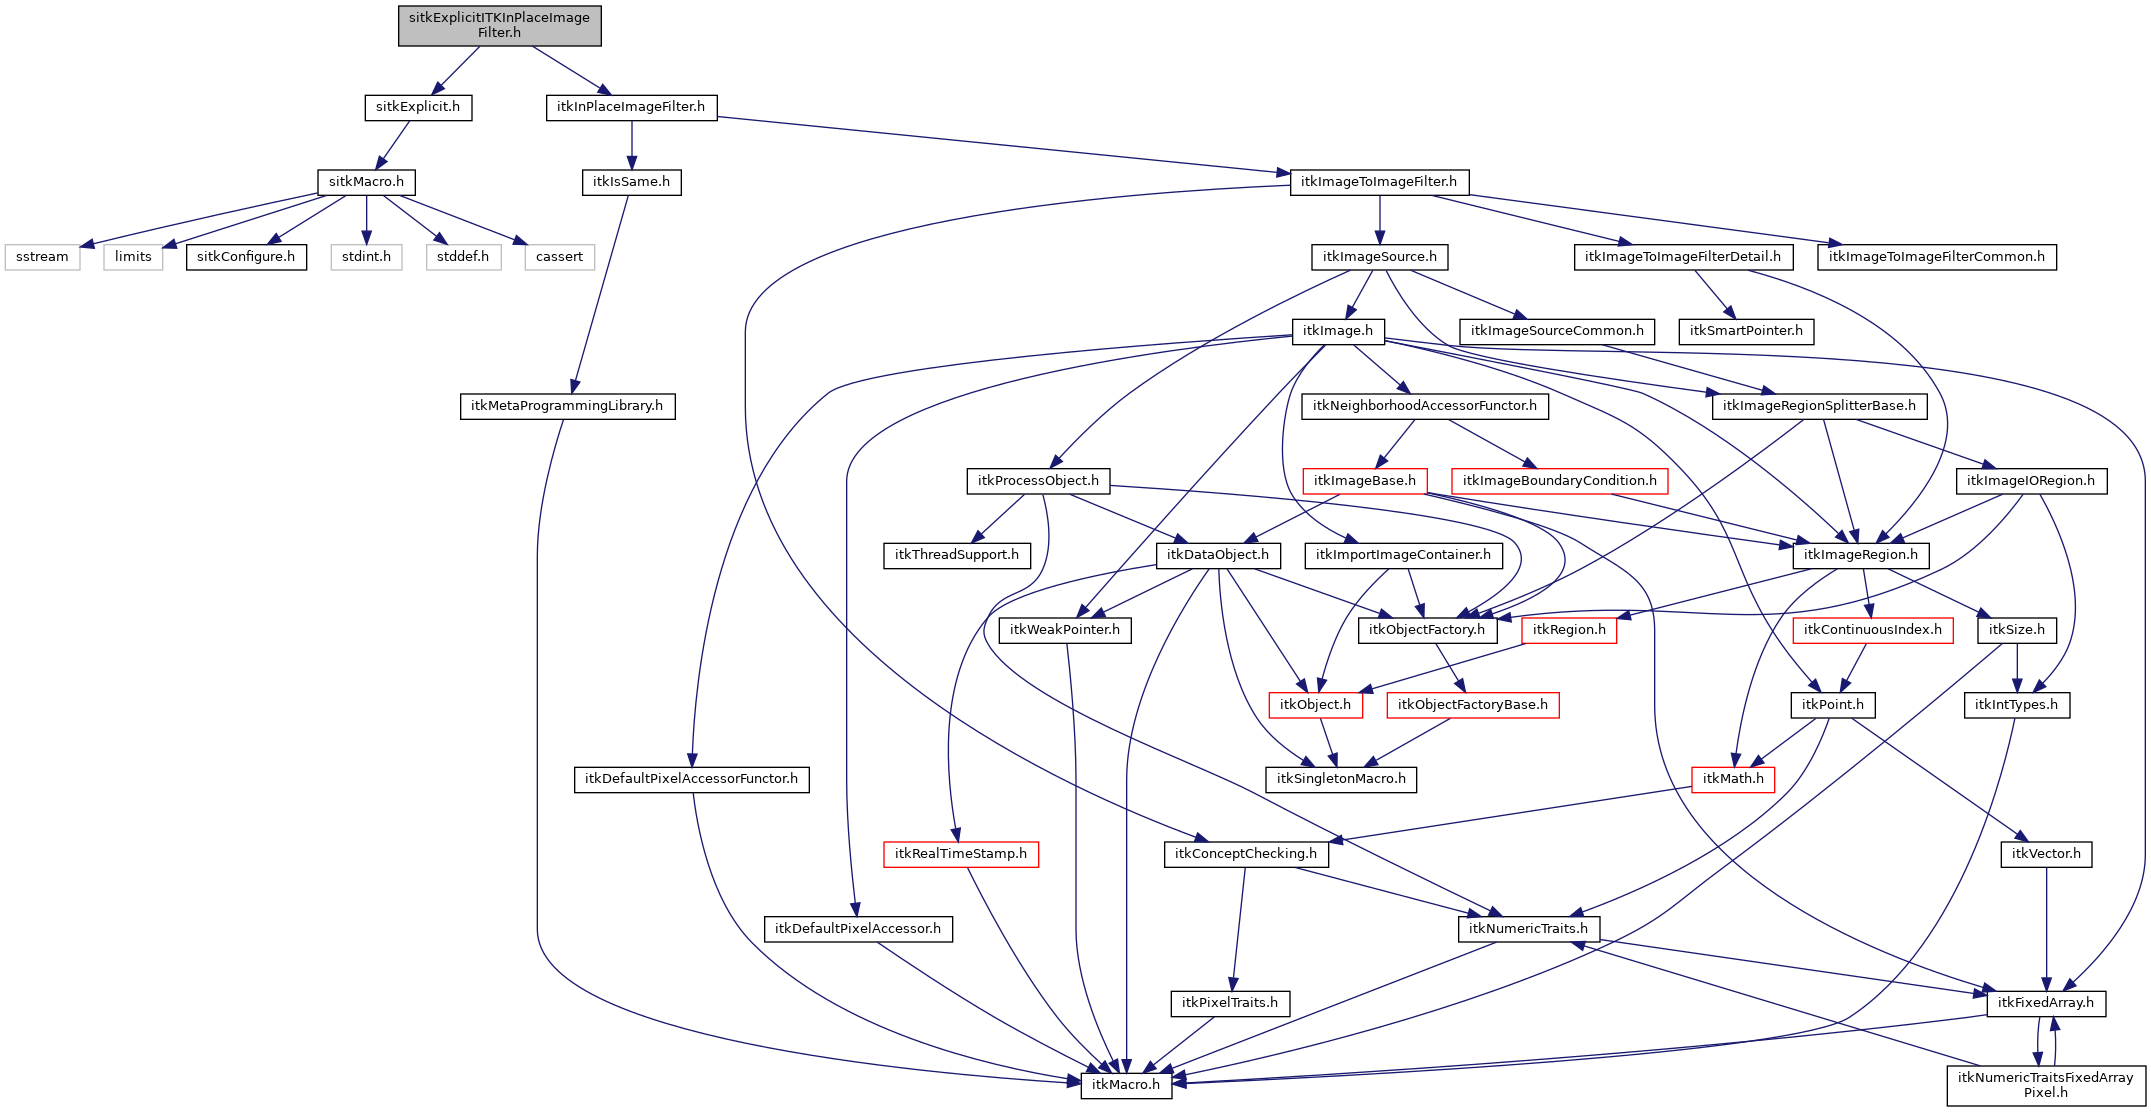 sitkExplicitITKInPlaceImage
Filter.h
sitkExplicit.h
itkInPlaceImageFilter.h
sitkMacro.h
itkIsSame.h
itkImageToImageFilter.h
sstream
limits
sitkConfigure.h
stdint.h
stddef.h
cassert
itkImageSource.h
itkImageToImageFilterDetail.h
itkImageToImageFilterCommon.h
itkImage.h
itkImageSourceCommon.h
itkSmartPointer.h
itkMetaProgrammingLibrary.h
itkNeighborhoodAccessorFunctor.h
itkImageRegionSplitterBase.h
itkProcessObject.h
itkImageBase.h
itkImageBoundaryCondition.h
itkImageIORegion.h
itkThreadSupport.h
itkDataObject.h
itkImportImageContainer.h
itkImageRegion.h
itkWeakPointer.h
itkObjectFactory.h
itkRegion.h
itkContinuousIndex.h
itkSize.h
itkObject.h
itkObjectFactoryBase.h
itkPoint.h
itkIntTypes.h
itkDefaultPixelAccessorFunctor.h
itkSingletonMacro.h
itkMath.h
itkRealTimeStamp.h
itkConceptChecking.h
itkVector.h
itkDefaultPixelAccessor.h
itkNumericTraits.h
itkPixelTraits.h
itkFixedArray.h
itkMacro.h
itkNumericTraitsFixedArray
Pixel.h